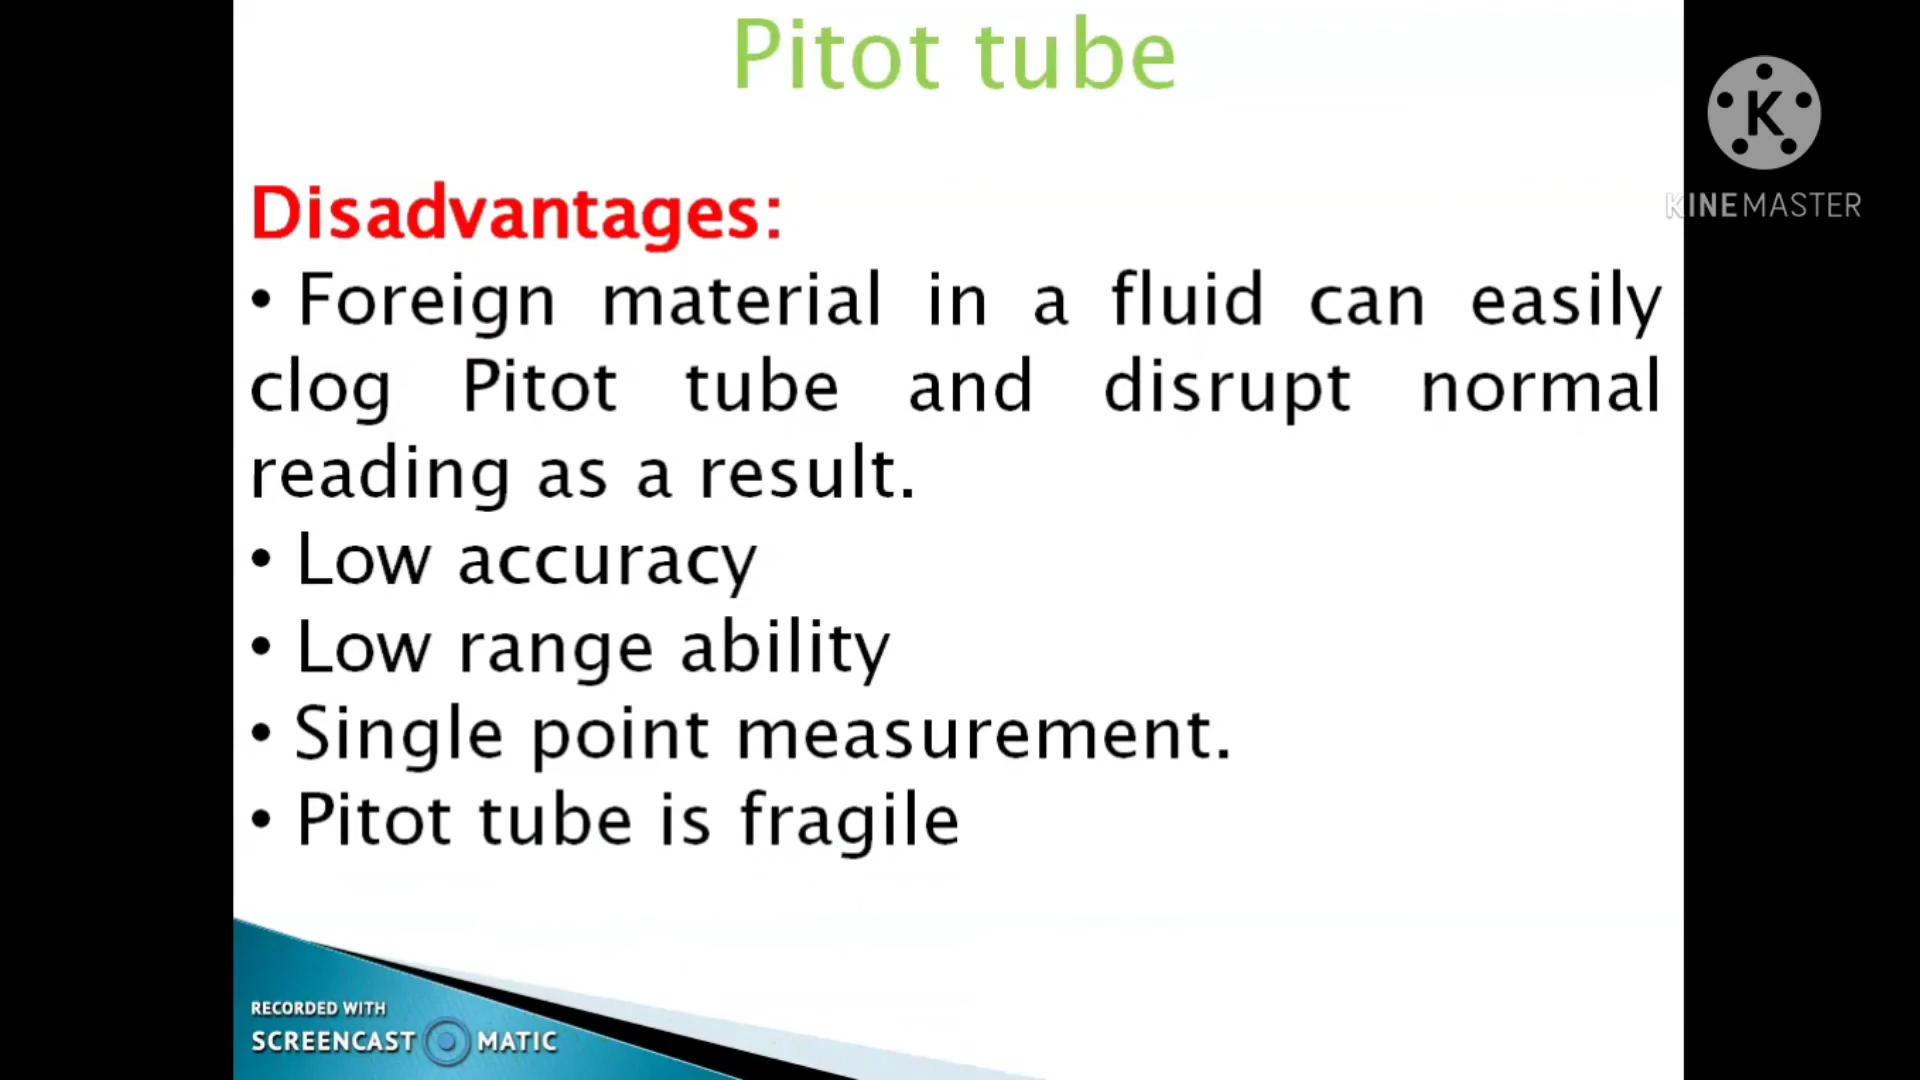 Pitot tube
K
KINEMASTER
Disadvantages:
• Foreign material in a fluid can easily
clog Pitot tube and disrupt normal
reading as a result.
• Low accuracy
• Low range ability
• Single point measurement.
• Pitot tube is fragile
RECORDED WITH
SCREENCAST MATIC